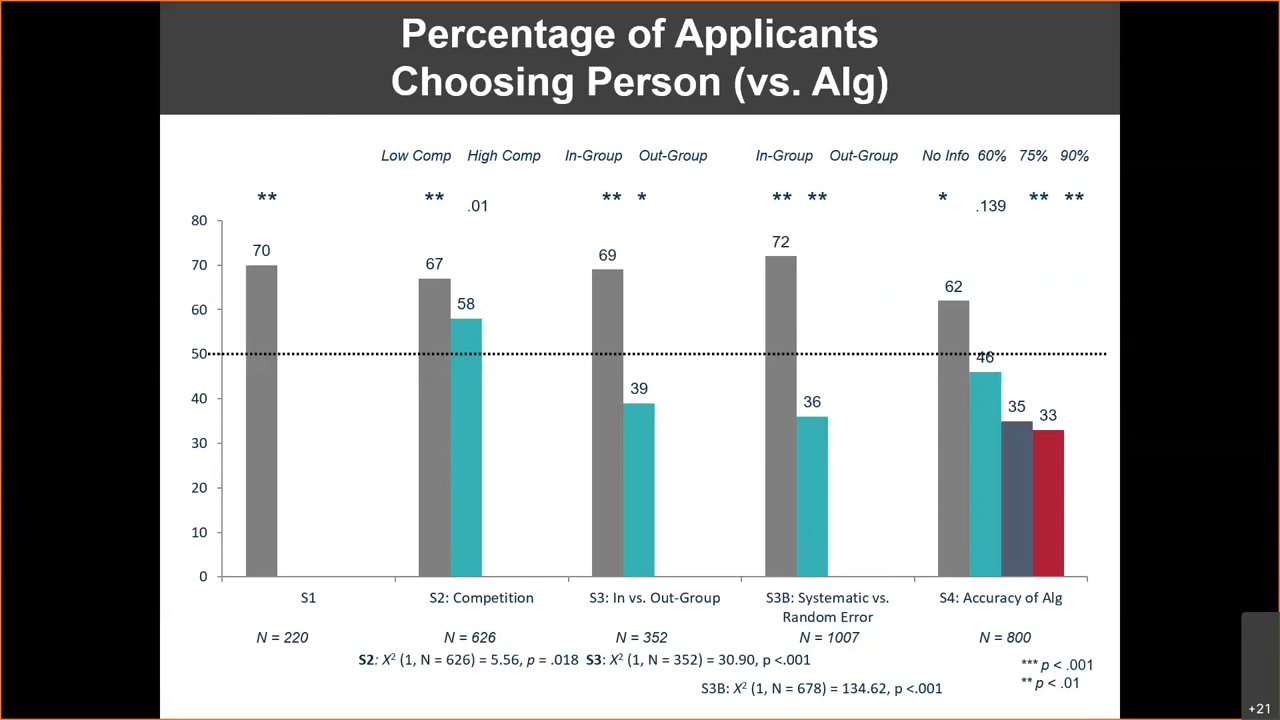 Percentage of Applicants
Choosing Person (vs. Alg)
Low Comp High Comp In-Group Out-Group In-Group Out-Group No Info 60% 75% 90%
** ** .01 ** * ** ** * .139 ** **
80
70
60
50
40
30
20
10
0
70
67
58
69
39
72
36
62
46
35
33
S1
S2: Competition
S3: In vs. Out-Group
S3B: Systematic vs.
Random Error
S4: Accuracy of Alg
N = 220 N = 626 N = 352 N = 1007 N = 800
S2: X² (1, N = 626) = 5.56, p = .018 S3: X² (1, N = 352) = 30.90, p <.001
S3B: X² (1, N = 678) = 134.62, p <.001
*** p < .001
** p < .01
+21